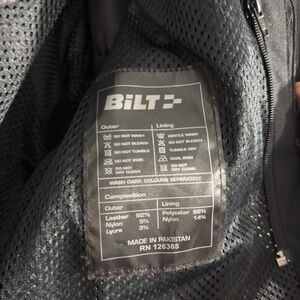 BiLT
Outer Lining
DO NOT WASH GENTLE WASH
DO NOT BLEACH DO NOT BLEACH
DO NOT TUMBLE TUMBLE DRY
DO NOT IRON COOL IRON
DO NOT DRY CLEAN DO NOT DRY CLEAN
WASH DARK COLOURS SEPARATELY
Composition
Outer Lining
Leather 92% Polyester 86%
Nylon 5% Nylon 14%
Lycra 3%
MADE IN PAKISTAN
RN 126365